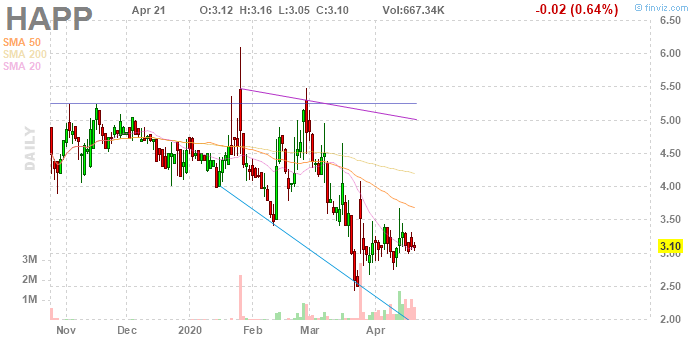 HAPP Apr 21 O:3.12 H:3.16 L:3.05 C:3.10 Vol:667.34K -0.02 (0.64%) © finviz.com
SMA 50
SMA 200
SMA 20
DAILY
6.50
6.00
5.50
5.00
4.50
4.00
3.50
3.10
2.50
2.00
3M
2M
1M
Nov Dec 2020 Feb Mar Apr